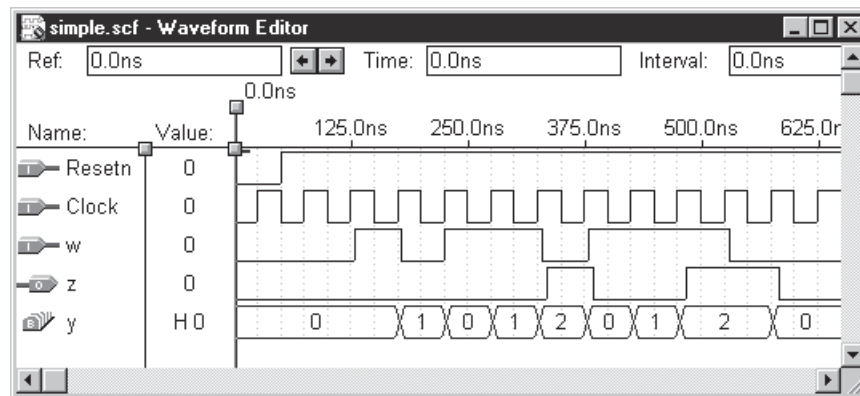 simple.scf - Waveform Editor
Ref: 0.0ns Time: 0.0ns Interval: 0.0ns
0.0ns
Name: Value: 125.0ns 250.0ns 375.0ns 500.0ns 625.0n
Resetn 0
Clock 0
w 0
z 0
y H 0 0 1 0 1 2 0 1 2 0